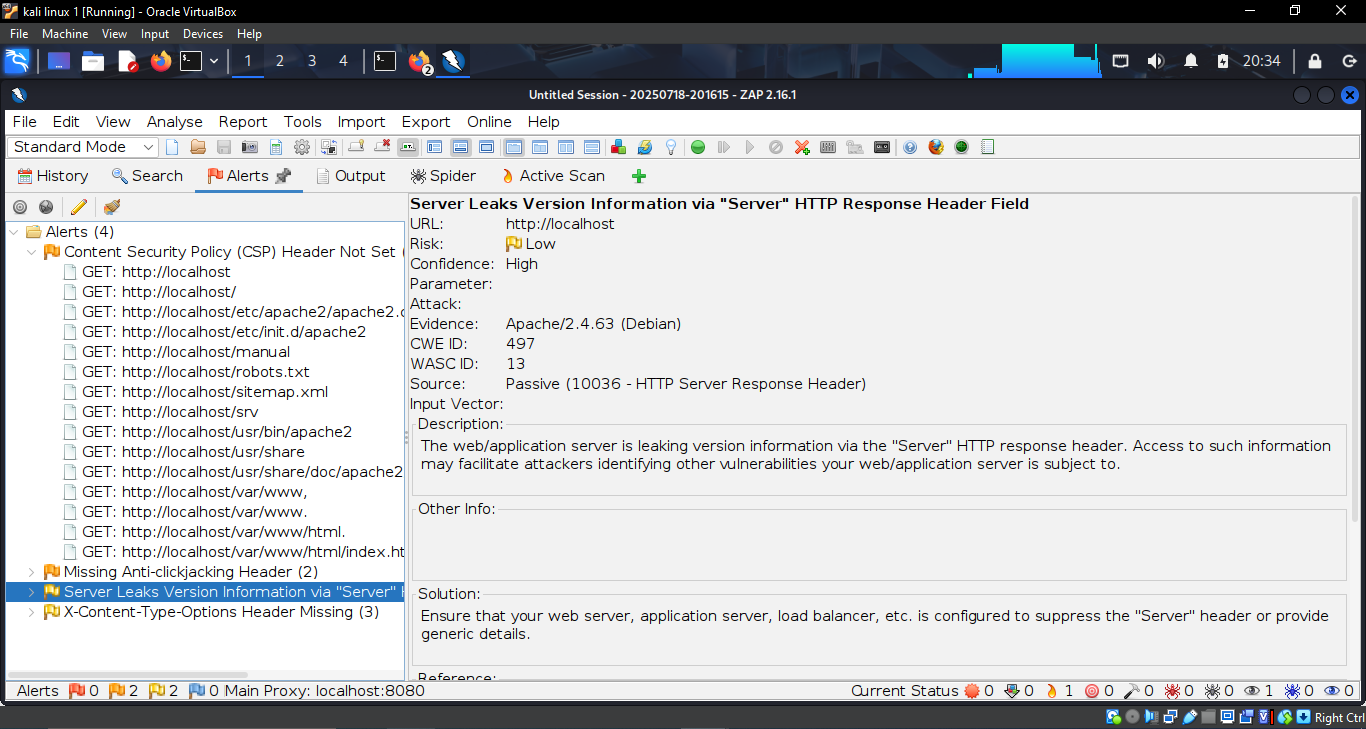 kali linux 1 [Running] - Oracle VirtualBox
File Machine View Input Devices Help
1 2 3 4 2 20:34
Untitled Session - 20250718-201615 - ZAP 2.16.1
File Edit View Analyse Report Tools Import Export Online Help
Standard Mode
History Search Alerts Output Spider Active Scan
Alerts (4)
Content Security Policy (CSP) Header Not Set (
GET: http://localhost
GET: http://localhost/
GET: http://localhost/etc/apache2/apache2.c
GET: http://localhost/etc/init.d/apache2
GET: http://localhost/manual
GET: http://localhost/robots.txt
GET: http://localhost/sitemap.xml
GET: http://localhost/srv
GET: http://localhost/usr/bin/apache2
GET: http://localhost/usr/share
GET: http://localhost/usr/share/doc/apache2
GET: http://localhost/var/www,
GET: http://localhost/var/www.
GET: http://localhost/var/www/html.
GET: http://localhost/var/www/html/index.ht
Missing Anti-clickjacking Header (2)
Server Leaks Version Information via "Server" H
X-Content-Type-Options Header Missing (3)
Server Leaks Version Information via "Server" HTTP Response Header Field
URL: http://localhost
Risk: Low
Confidence: High
Parameter:
Attack:
Evidence: Apache/2.4.63 (Debian)
CWE ID: 497
WASC ID: 13
Source: Passive (10036 - HTTP Server Response Header)
Input Vector:
Description:
The web/application server is leaking version information via the "Server" HTTP response header. Access to such information
may facilitate attackers identifying other vulnerabilities your web/application server is subject to.
Other Info:
Solution:
Ensure that your web server, application server, load balancer, etc. is configured to suppress the "Server" header or provide
generic details.
Reference:
Alerts 0 2 2 0 Main Proxy: localhost:8080
Current Status 0 0 1 0 0 0 0 1 0 0
Right Ctrl